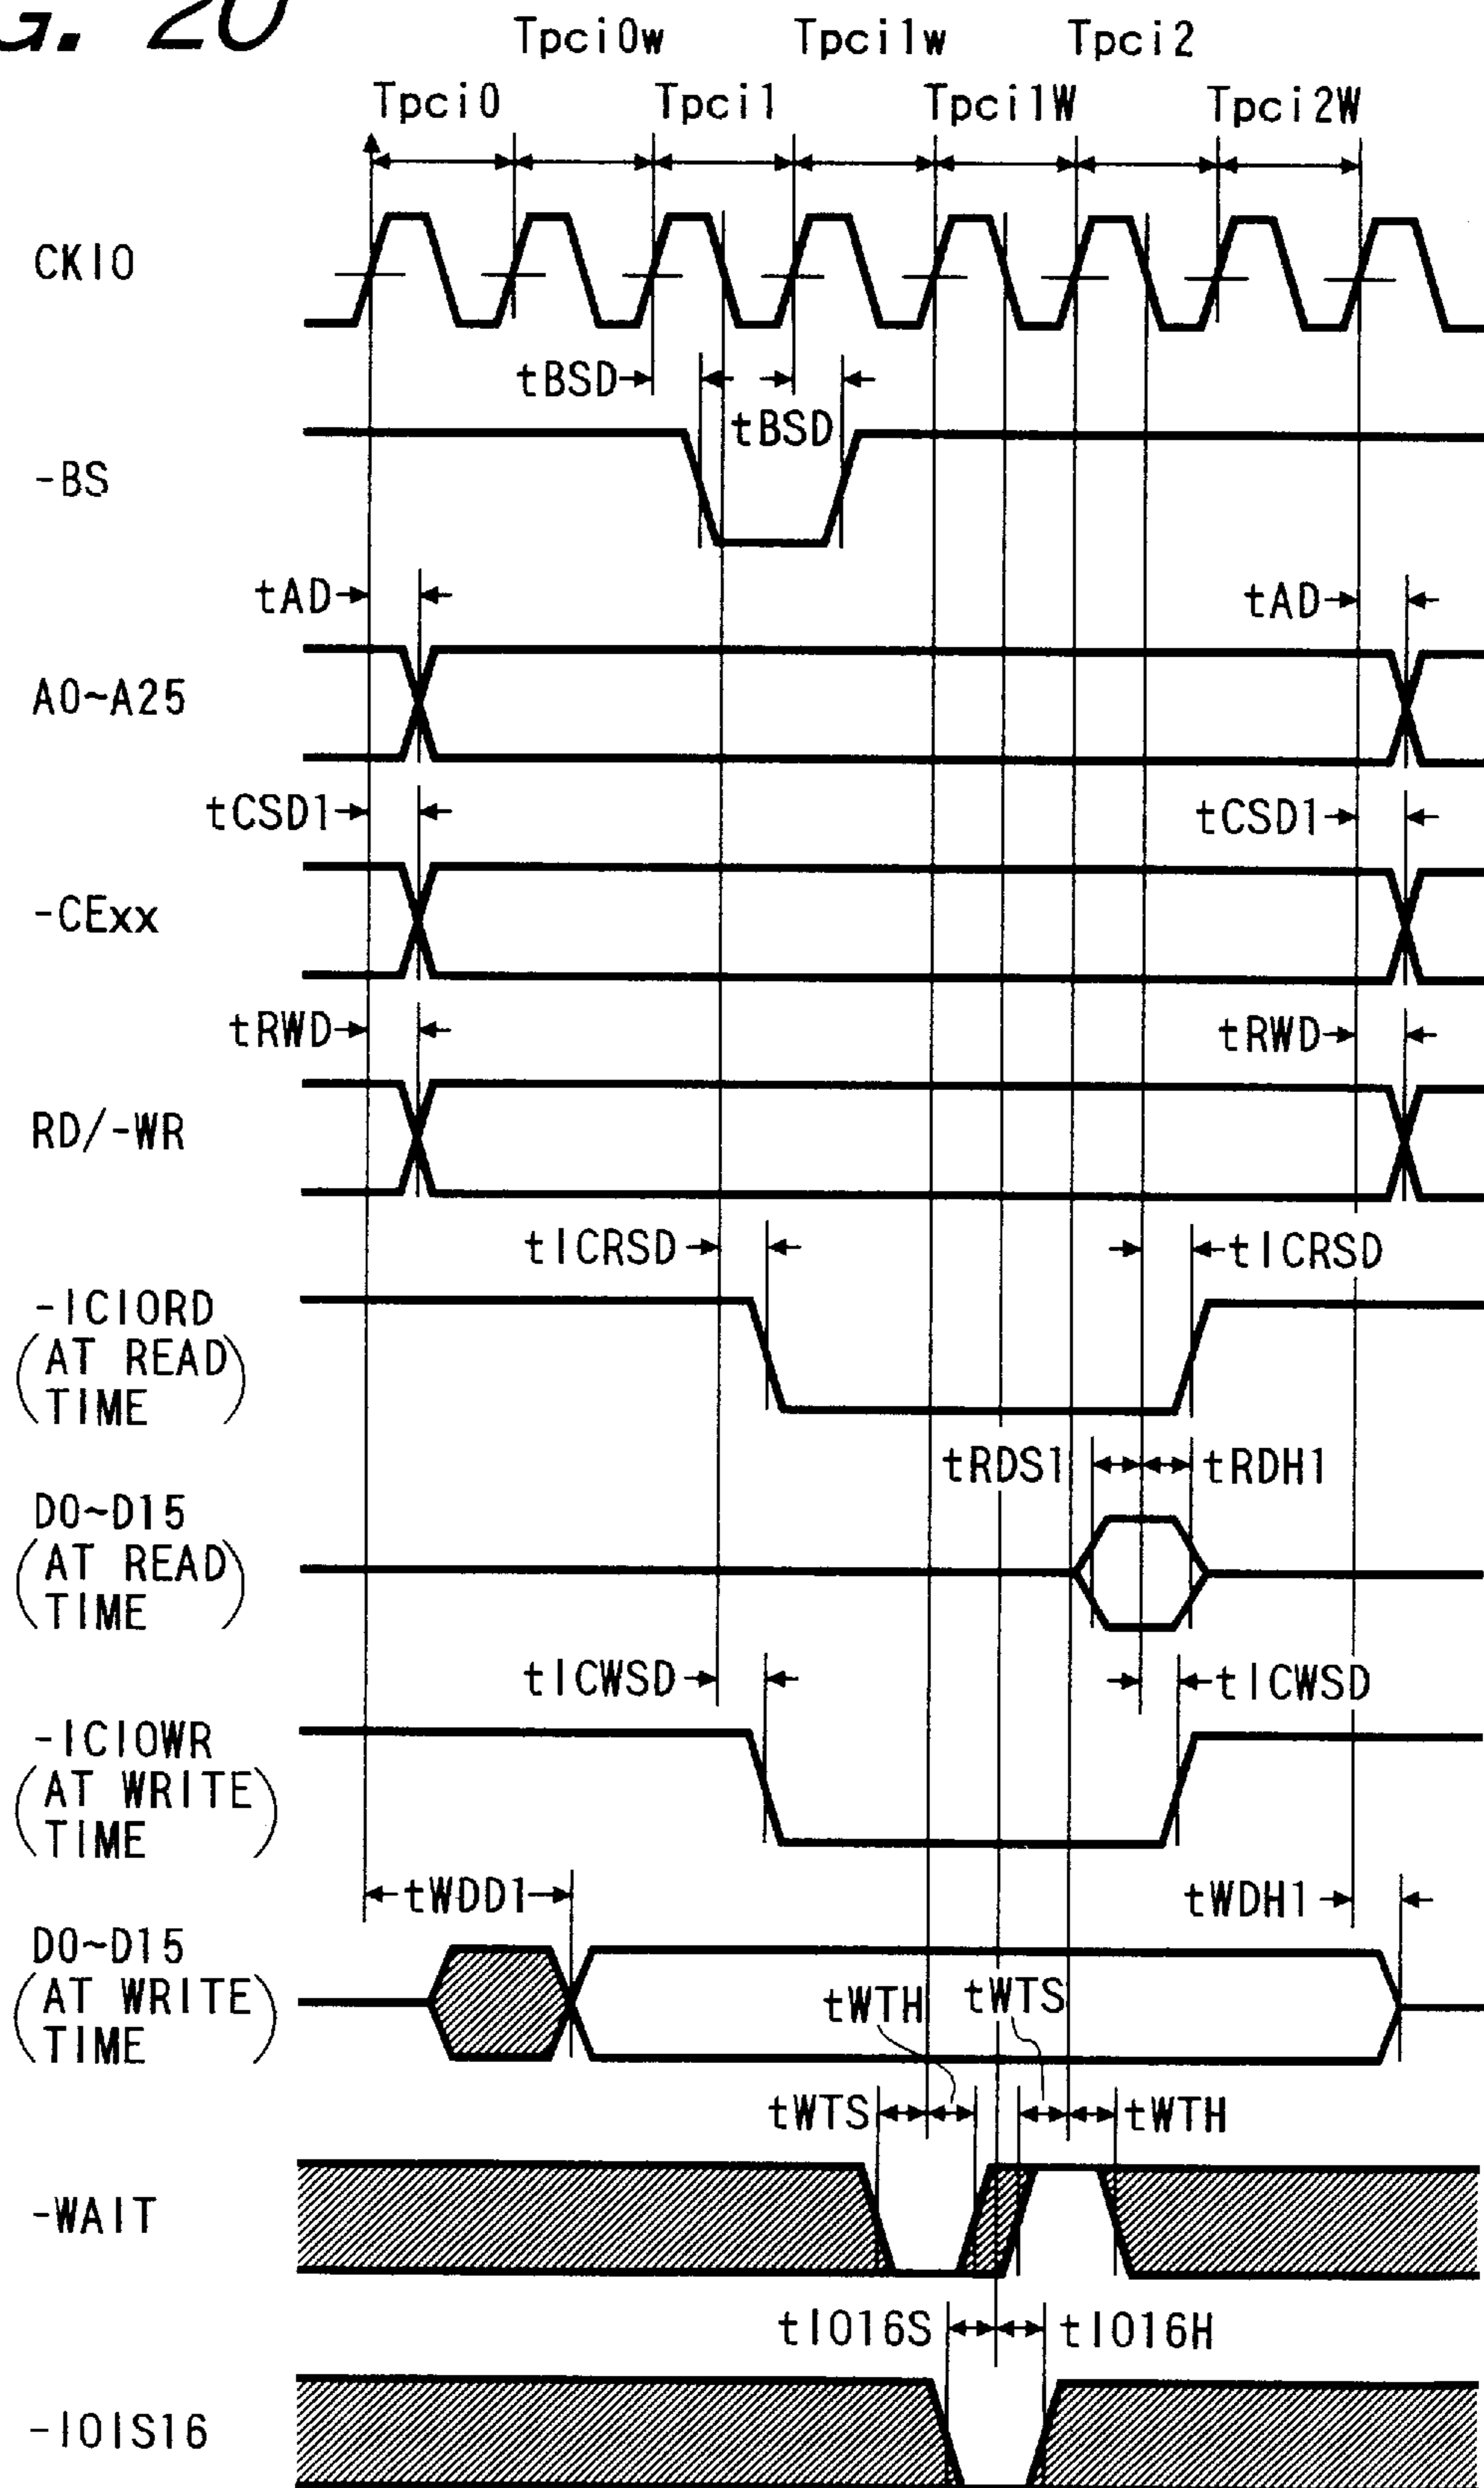 G. 20
Tpci0w Tpci1w Tpci2
Tpci0 Tpci1 Tpci1W Tpci2W
CKIO
tBSD
tBSD
-BS
tAD tAD
A0~A25
tCSD1 tCSD1
-CExx
tRWD tRWD
RD/-WR
tICRSD tICRSD
-ICIORD
(AT READ
TIME)
tRDS1 tRDH1
D0~D15
(AT READ
TIME)
tICWSD tICWSD
-ICIOWR
(AT WRITE
TIME)
tWDD1 tWDH1
D0~D15
(AT WRITE
TIME)
tWTH tWTS
tWTS tWTH
-WAIT
tIO16S tIO16H
-IOIS16